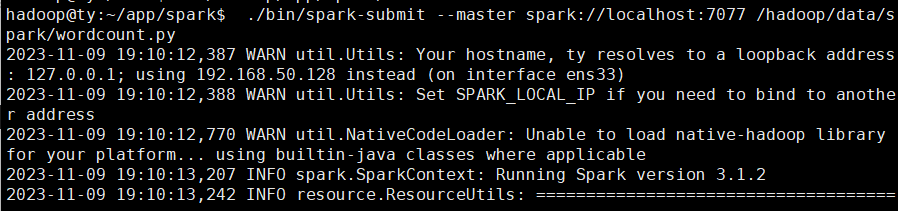 hadoop@ty:~/app/spark$  ./bin/spark-submit --master spark://localhost:7077 /hadoop/data/s
park/wordcount.py
2023-11-09 19:10:12,387 WARN util.Utils: Your hostname, ty resolves to a loopback address
: 127.0.0.1; using 192.168.50.128 instead (on interface ens33)
2023-11-09 19:10:12,388 WARN util.Utils: Set SPARK_LOCAL_IP if you need to bind to anothe
r address
2023-11-09 19:10:12,770 WARN util.NativeCodeLoader: Unable to load native-hadoop library
for your platform... using builtin-java classes where applicable
2023-11-09 19:10:13,207 INFO spark.SparkContext: Running Spark version 3.1.2
2023-11-09 19:10:13,242 INFO resource.ResourceUtils: ====================================